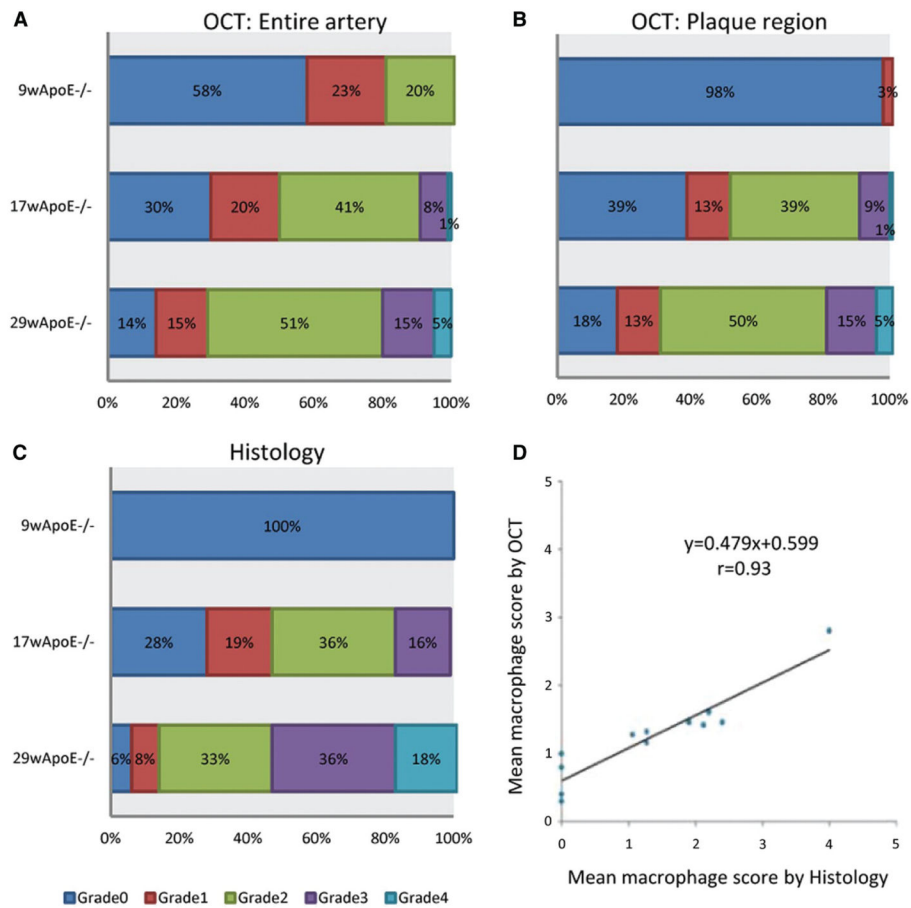 A
OCT: Entire artery
9wApoE-/-
58%
23%
20%
17wApoE-/-
30%
20%
41%
8%
1%
29wApoE-/-
14%
15%
51%
15%
5%
0%
20%
40%
60%
80%
100%
B
OCT: Plaque region
98%
3%
39%
13%
39%
9%
1%
18%
13%
50%
15%
5%
0%
20%
40%
60%
80%
100%
C
Histology
9wApoE-/-
100%
17wApoE-/-
28%
19%
36%
16%
29wApoE-/-
6%
8%
33%
36%
18%
0%
20%
40%
60%
80%
100%
Grade0
Grade1
Grade2
Grade3
Grade4
D
Mean macrophage score by OCT
5
4
3
2
1
0
y=0.479x+0.599
r=0.93
0
1
2
3
4
5
Mean macrophage score by Histology